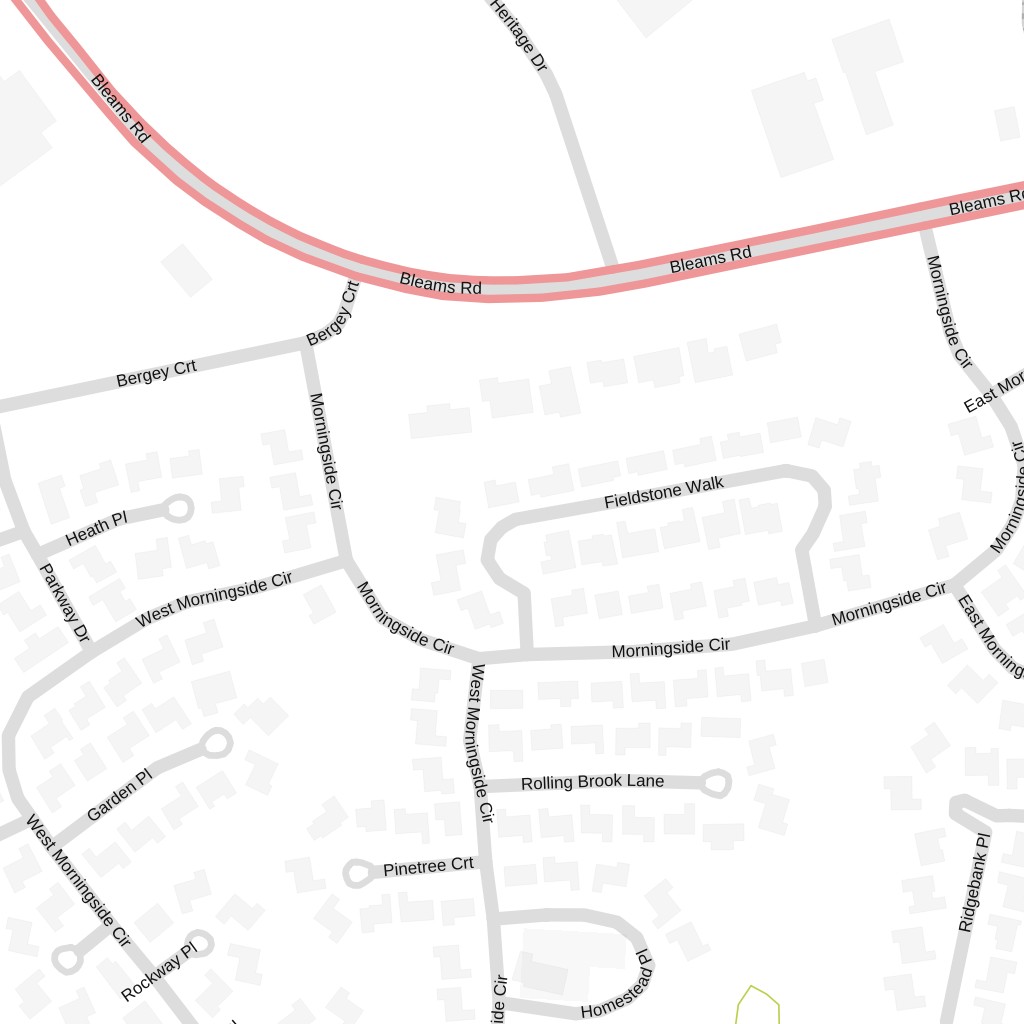 Heritage Dr
Bleams Rd
Bleams Rd
Bleams Rd
Bleams Rd
Bergey Crt
Bergey Crt
Morningside Cir
East Mor
Morningside Cir
Morningside Cir
Fieldstone Walk
Heath Pl
Parkway Dr
West Morningside Cir
Morningside Cir
Morningside Cir
Morningside Cir
East Morning
West Morningside Cir
Rolling Brook Lane
Garden Pl
West Morningside Cir
Pinetree Crt
Ridgebank Pl
Rockway Pl
Homestead Pl
ide Cir